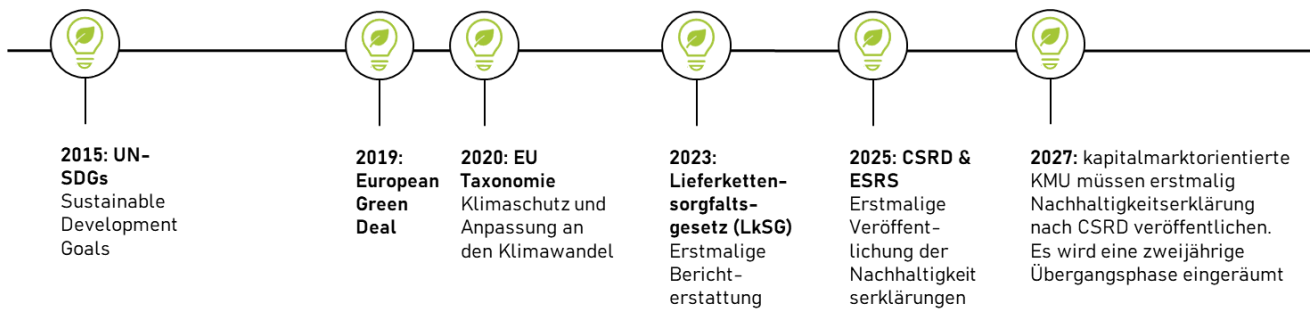 2015: UN-
SDGs
Sustainable
Development
Goals
2019:
European
Green
Deal
2020: EU
Taxonomie
Klimaschutz und
Anpassung an
den Klimawandel
2023:
Lieferketten-
sorgfalts-
gesetz (LkSG)
Erstmalige
Bericht-
erstattung
2025: CSRD &
ESRS
Erstmalige
Veröffent-
lichung der
Nachhaltigkeit
serklärungen
2027: kapitalmarktorientierte
KMU müssen erstmalig
Nachhaltigkeitserklärung
nach CSRD veröffentlichen.
Es wird eine zweijährige
Übergangsphase eingeräumt